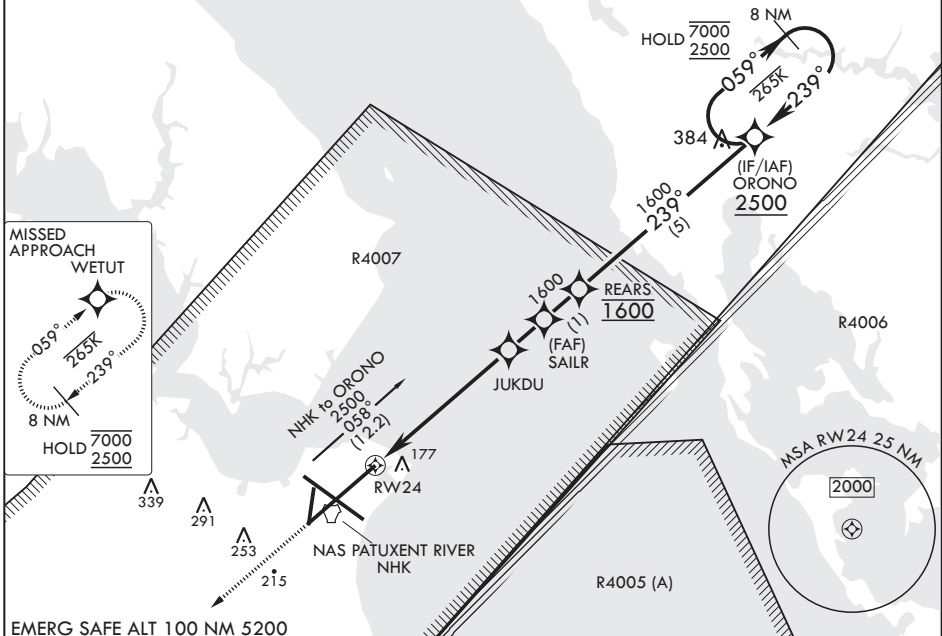 8 NM
HOLD 7000
2500
059°
265K
239°
384
(IF/IAF)
ORONO
2500
1600
239°
(5)
MISSED
APPROACH
WETUT
059°
265K
239°
8 NM
HOLD 7000
2500
R4007
1600
REARS
1600
(1)
(FAF)
SAILR
JUKDU
R4006
NHK to ORONO
2500
058°
(12.2)
177
RW24
339
291
253
215
NAS PATUXENT RIVER
NHK
MSA RW24 25 NM
2000
R4005 (A)
EMERG SAFE ALT 100 NM 5200